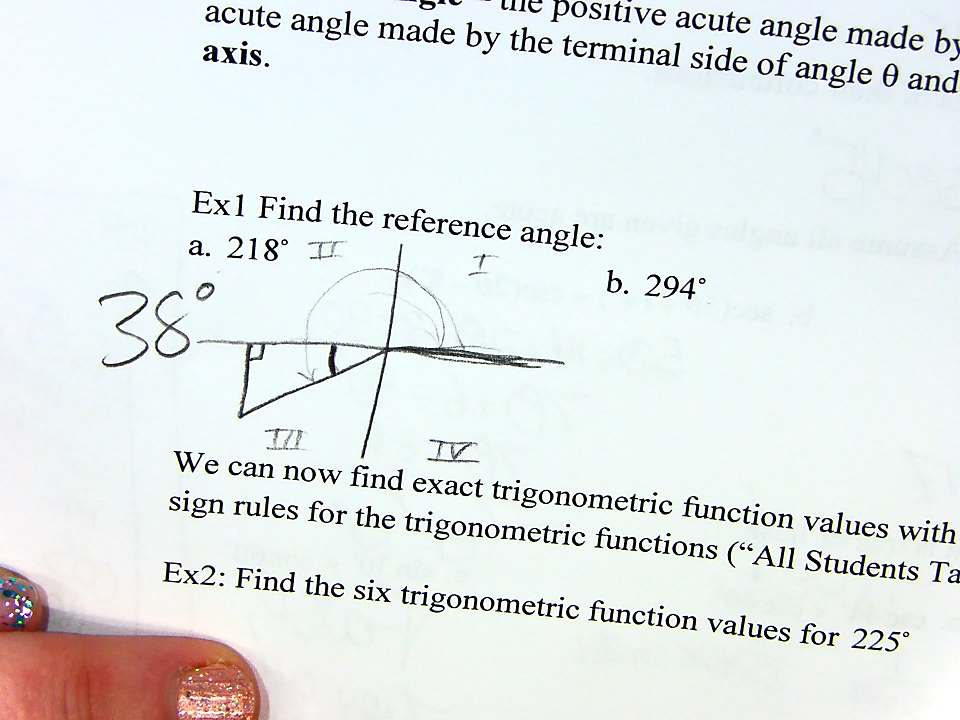 the positive acute angle made by
acute angle made by the terminal side of angle θ and
axis.
Ex1 Find the reference angle:
a. 218° II I
b. 294°
38°
III IV
We can now find exact trigonometric function values with
sign rules for the trigonometric functions (“All Students Ta
Ex2: Find the six trigonometric function values for 225°